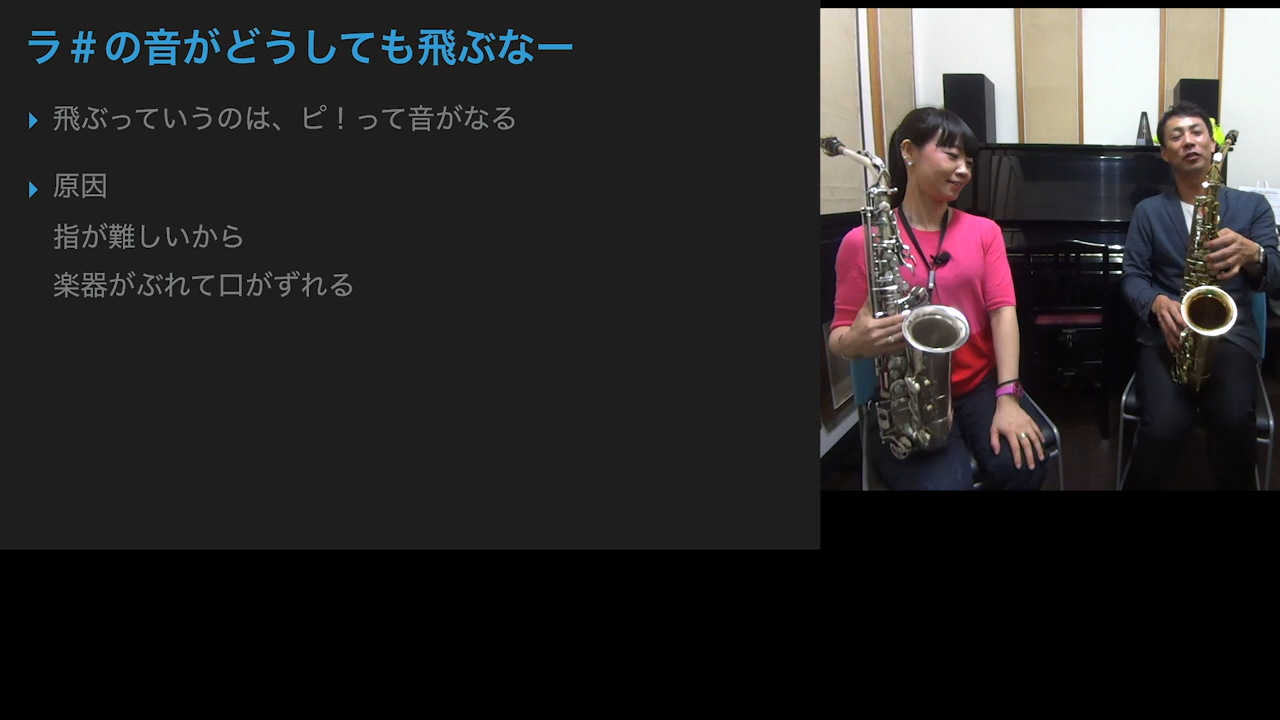 ラ＃の音がどうしても飛ぶなー
飛ぶっていうのは、ピ！って音がなる
原因
指が難しいから
楽器がぶれて口がずれる